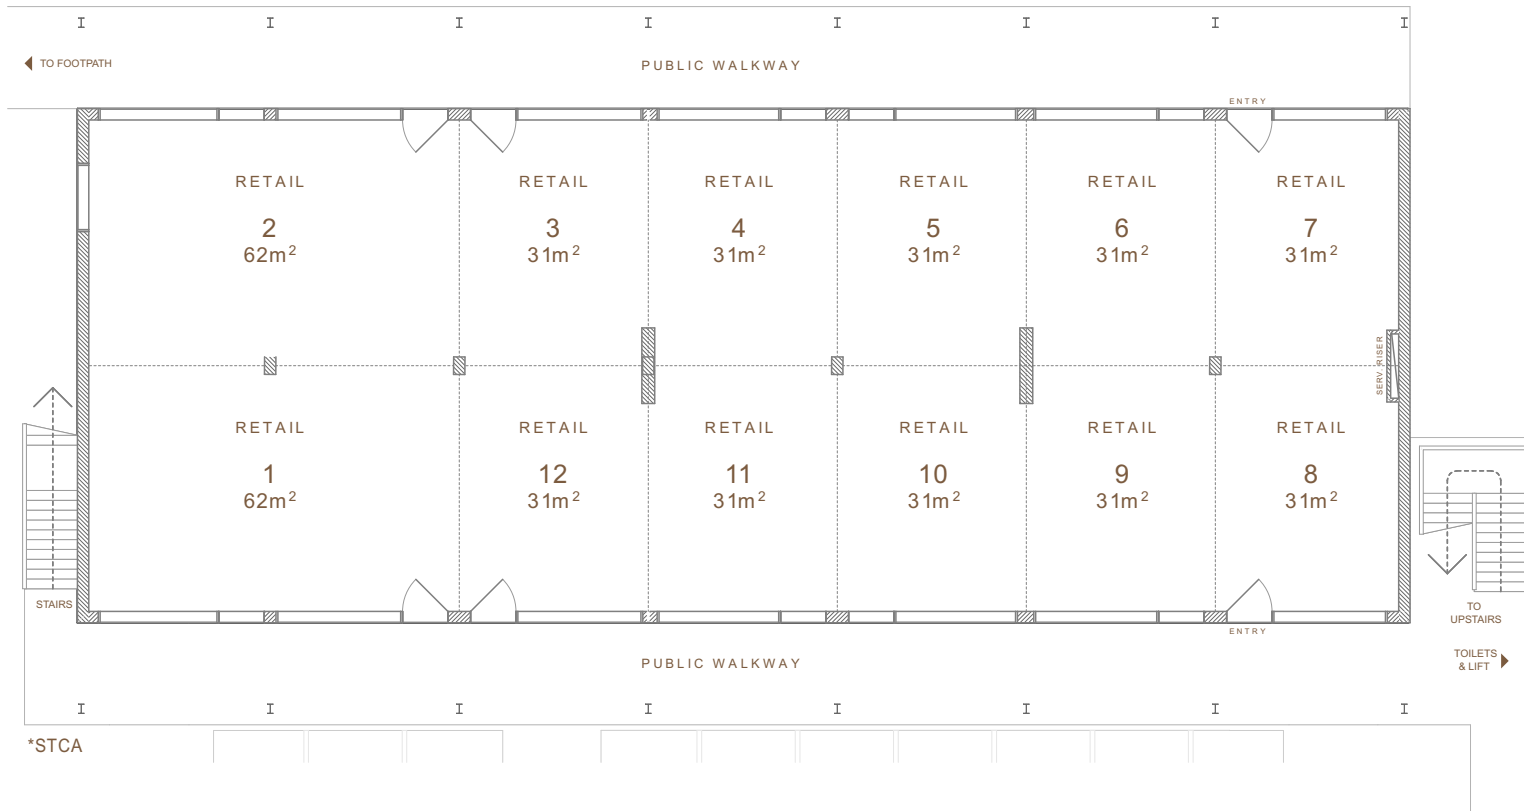 TO FOOTPATH
PUBLIC WALKWAY
ENTRY
RETAIL
2
62m²
RETAIL
3
31m²
RETAIL
4
31m²
RETAIL
5
31m²
RETAIL
6
31m²
RETAIL
7
31m²
SERV. RISER
RETAIL
1
62m²
RETAIL
12
31m²
RETAIL
11
31m²
RETAIL
10
31m²
RETAIL
9
31m²
RETAIL
8
31m²
STAIRS
TO
UPSTAIRS
ENTRY
PUBLIC WALKWAY
TOILETS
& LIFT
*STCA